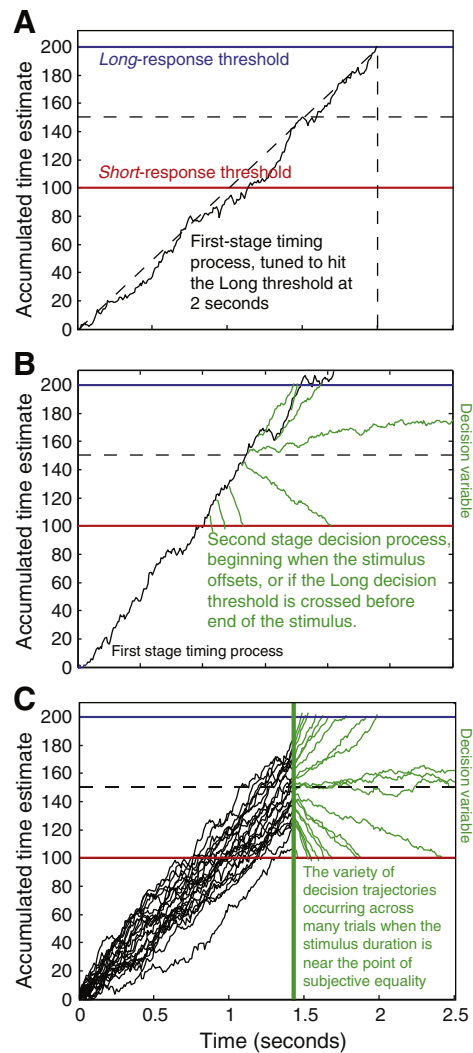 A
Accumulated time estimate
200
180
160
140
120
100
80
60
40
20
0
Long-response threshold
Short-response threshold
First-stage timing
process, tuned to hit
the Long threshold at
2 seconds
B
Accumulated time estimate
200
180
160
140
120
100
80
60
40
20
0
Decision variable
Second stage decision process,
beginning when the stimulus
offsets, or if the Long decision
threshold is crossed before
end of the stimulus.
First stage timing process
C
Accumulated time estimate
200
180
160
140
120
100
80
60
40
20
0
Decision variable
The variety of
decision trajectories
occurring across
many trials when the
stimulus duration is
near the point of
subjective equality
0 0.5 1 1.5 2 2.5
Time (seconds)